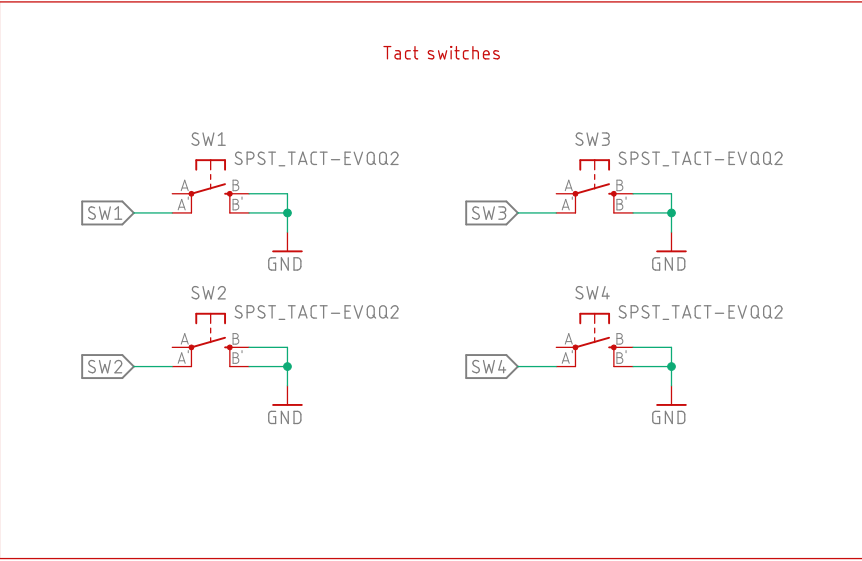 Tact switches
SW1
SPST_TACT-EVQQ2
A B
A' B'
SW1
GND
SW3
SPST_TACT-EVQQ2
A B
A' B'
SW3
GND
SW2
SPST_TACT-EVQQ2
A B
A' B'
SW2
GND
SW4
SPST_TACT-EVQQ2
A B
A' B'
SW4
GND